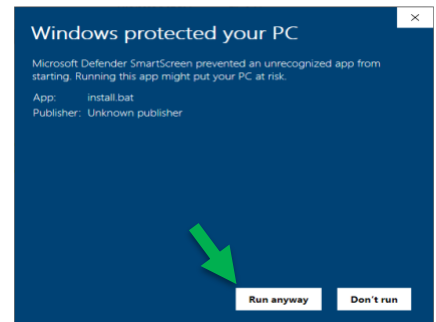 Windows protected your PC
Microsoft Defender SmartScreen prevented an unrecognized app from
starting. Running this app might put your PC at risk.
App: install.bat
Publisher: Unknown publisher
Run anyway Don't run